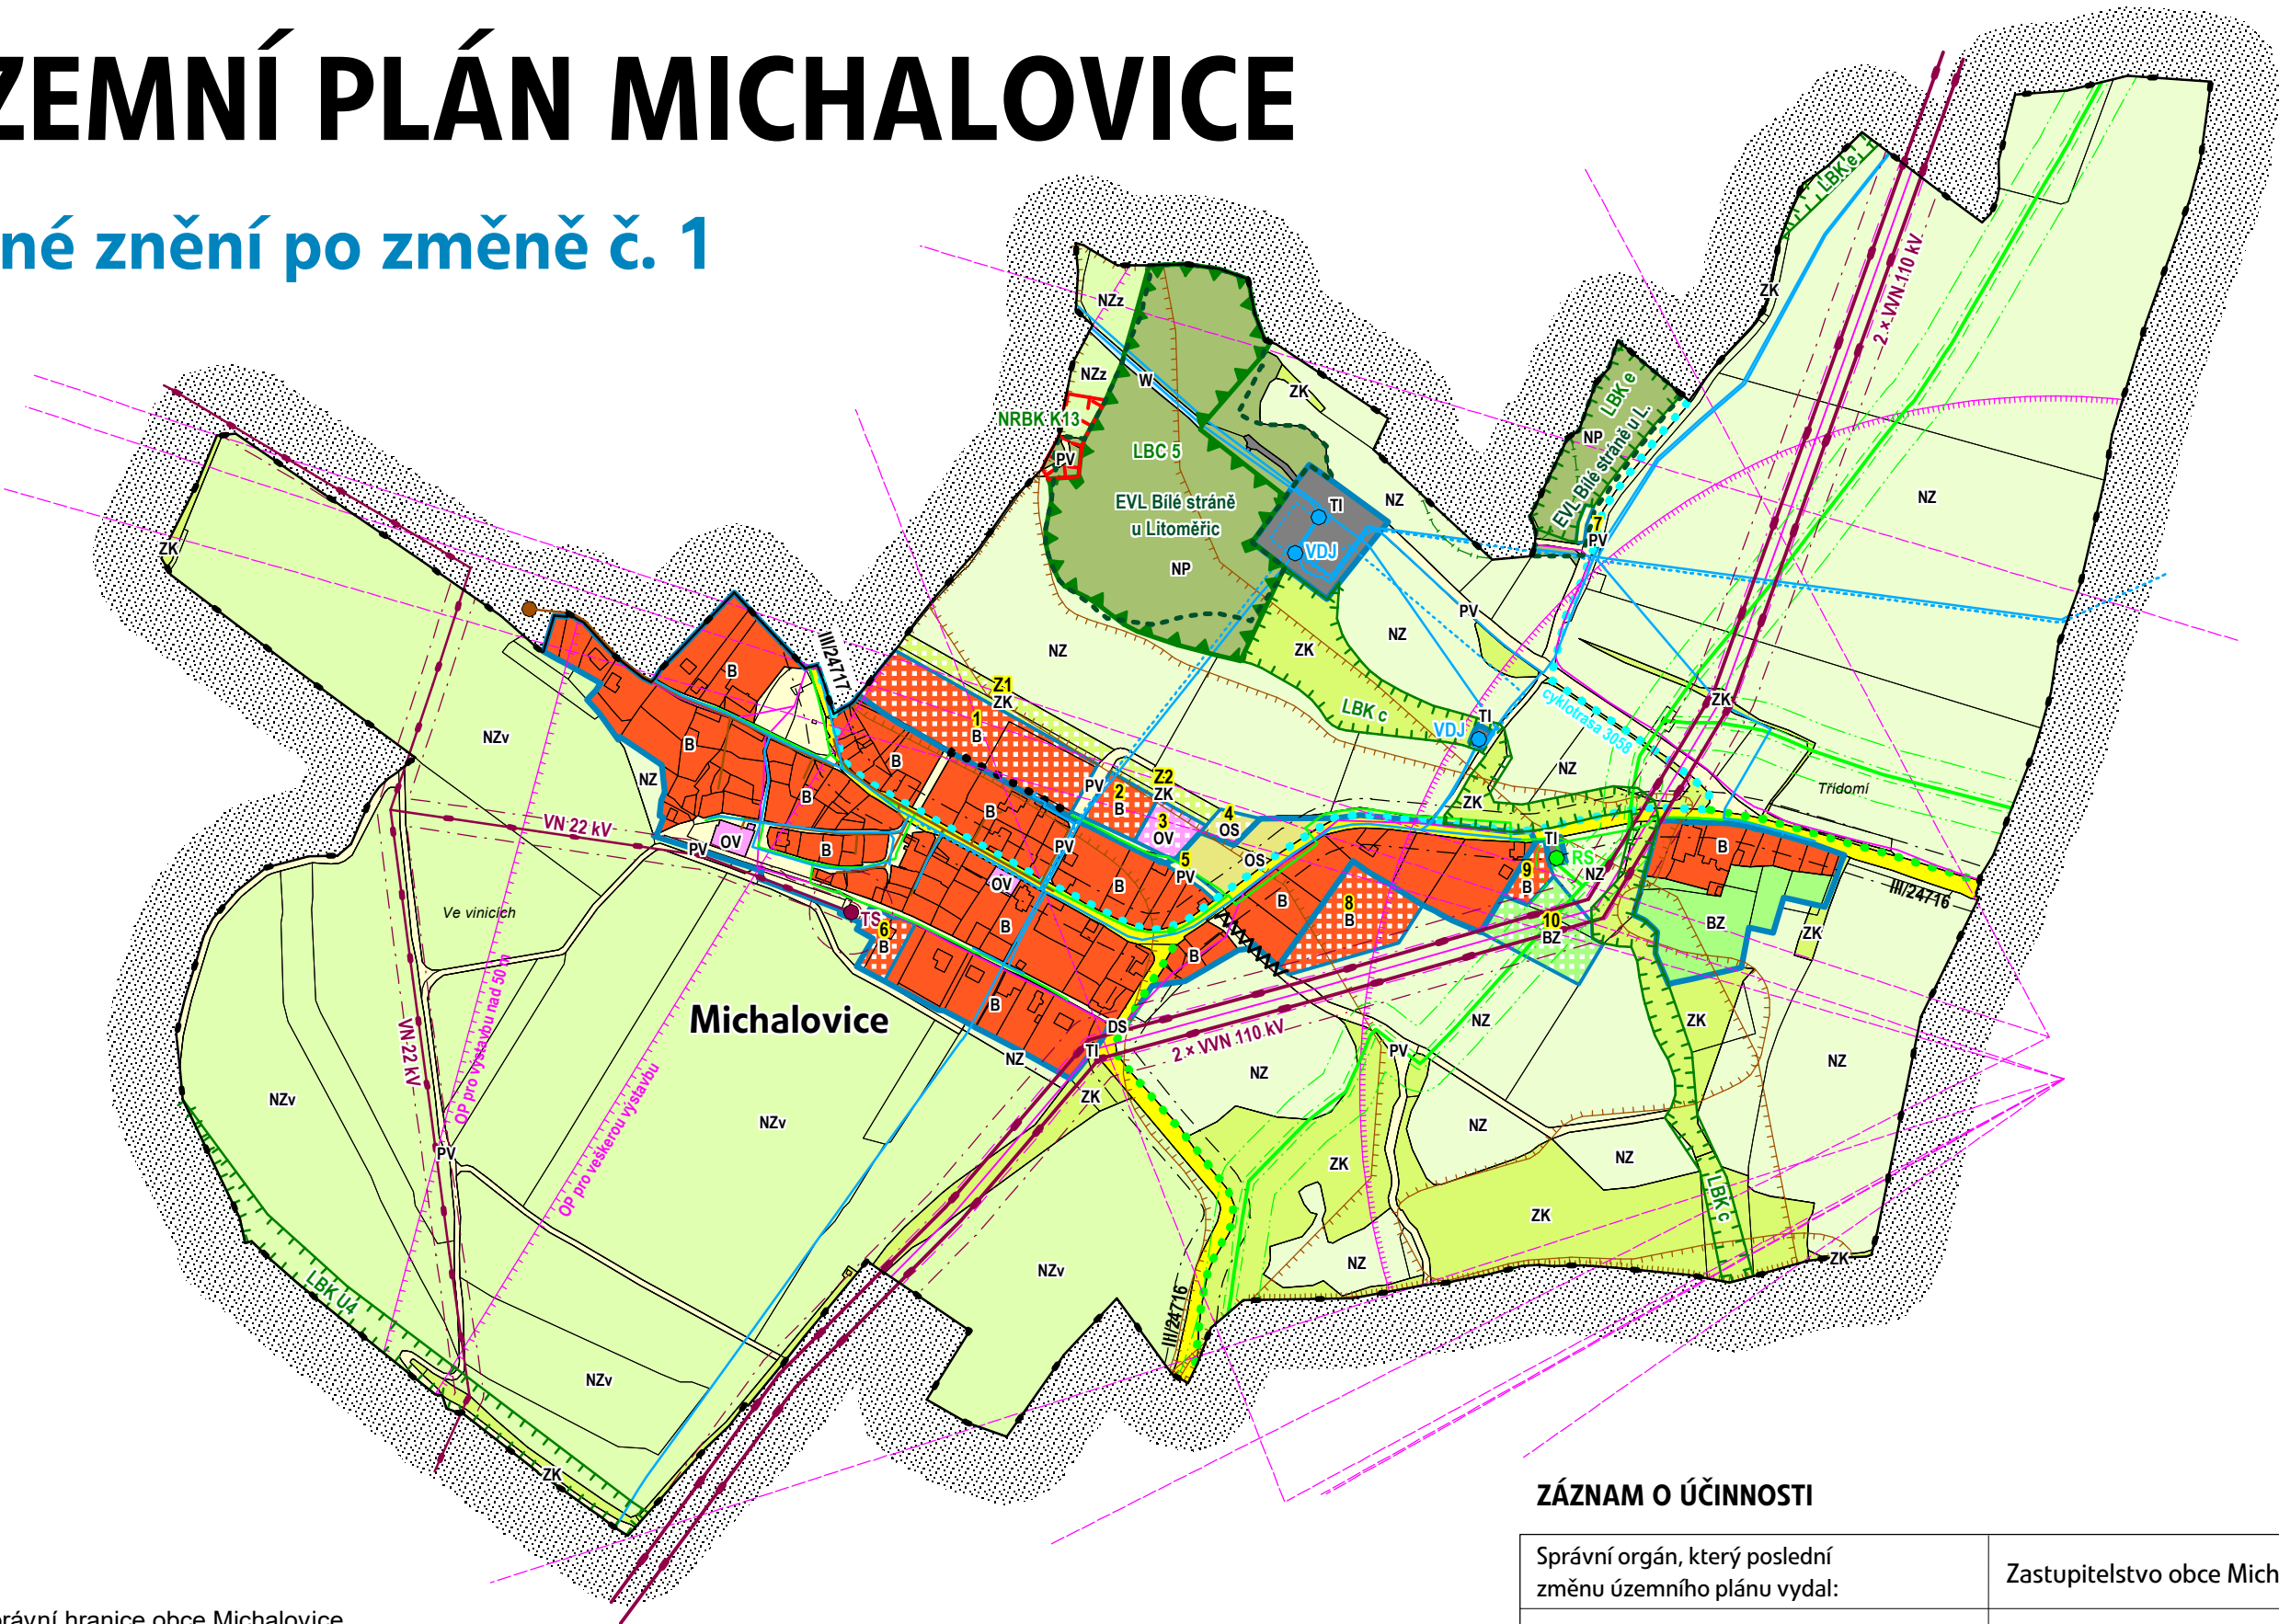 ZEMNÍ PLÁN MICHALOVICE
né znění po změně č. 1
LBK e
ZK
2 × VVN 110 kV
NZz
NZz
W
NRBK K13
PV
LBC 5
ZK
EVL Bílé stráně
u Litoměřic
NP
TI
VDJ
NZ
LBK e
NP
EVL Bílé stráně u L.
7
PV
NZ
ZK
NZ
ZK
NZ
PV
LBK c
VDJ
TI
cyklotrasa 3058
ZK
NZ
ZK
Třídomí
III/24717
B
Z1
ZK
1
B
B
B
B
NZ
NZv
Z2
ZK
PV
2
B
3
OV
4
OS
OS
5
PV
B
PV
B
OV
B
B
B
OV
PV
VN 22 kV
TS
6
B
B
8
B
B
9
B
TI
RS
NZ
10
BZ
B
BZ
ZK
III/24716
Ve vinicích
Michalovice
DS
TI
NZ
ZK
2 × VVN 110 kV
NZ
PV
NZ
ZK
NZ
VN 22 kV
OP pro výstavbu nad 50 m
OP pro veškerou výstavbu
NZv
NZv
PV
NZ
NZ
ZK
ZK
LBK c
NZ
ZK
NZv
III/24716
LBK U4
NZv
ZK
ZÁZNAM O ÚČINNOSTI
Správní orgán, který poslední
změnu územního plánu vydal:
Zastupitelstvo obce Mich
právní hranice obce Michalovice